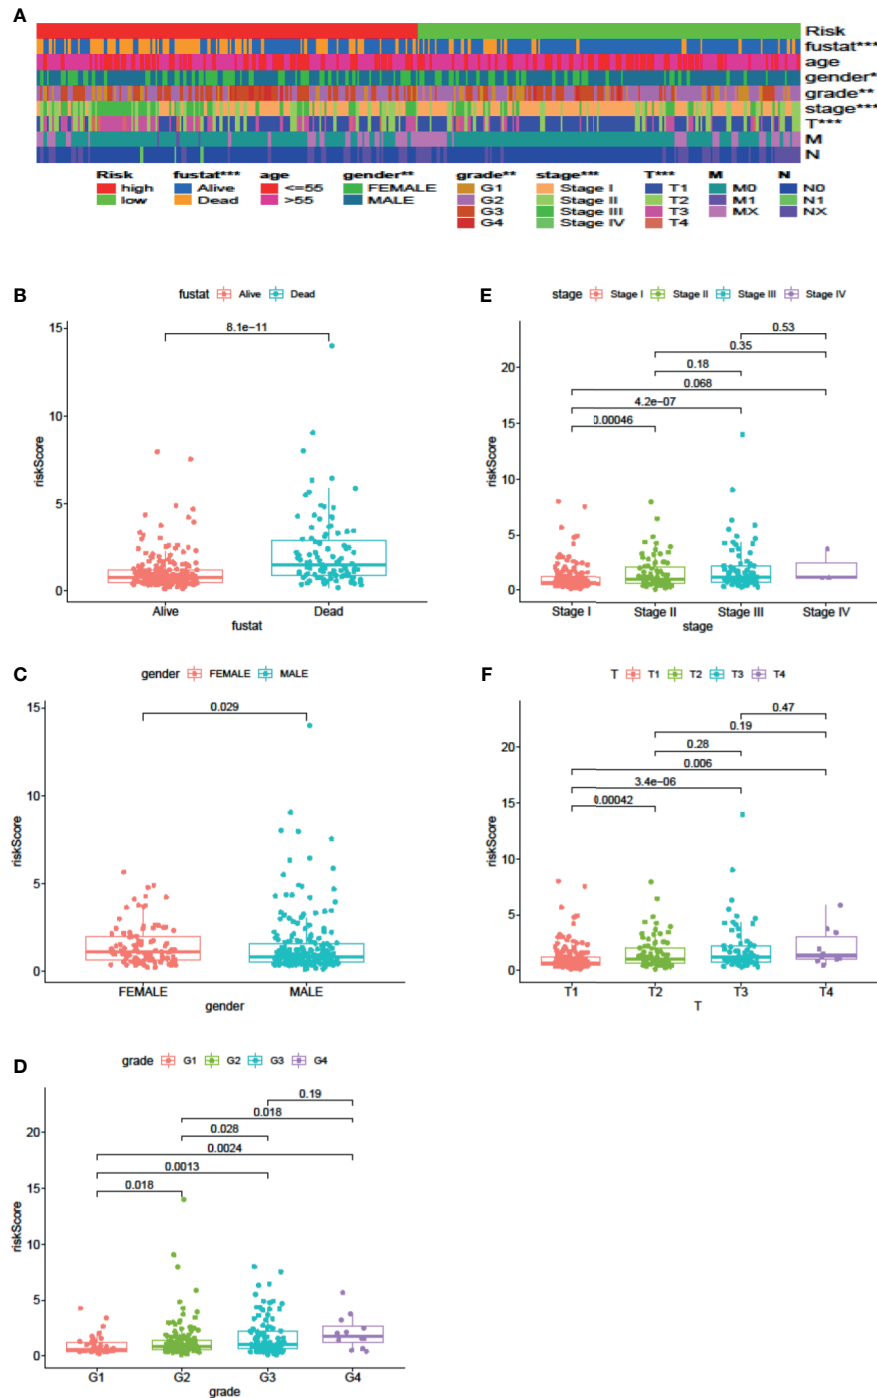 A
Risk
fustat***
age
gender*
grade**
stage***
T***
M
N
Risk fustat*** age gender** grade** stage*** T*** M N
high Alive <=55 FEMALE G1 Stage I T1 M0 N0
low Dead >55 MALE G2 Stage II T2 M1 N1
G3 Stage III T3 MX NX
G4 Stage IV T4
B
fustat Alive Dead
8.1e−11
15
10
5
0
riskScore
Alive Dead
fustat
E
stage Stage I Stage II Stage III Stage IV
0.53
0.35
0.18
0.068
4.2e−07
0.00046
20
15
10
5
0
riskScore
Stage I Stage II Stage III Stage IV
stage
C
gender FEMALE MALE
0.029
15
10
5
0
riskScore
FEMALE MALE
gender
F
T T1 T2 T3 T4
0.47
0.19
0.28
0.006
3.4e−06
0.00042
20
15
10
5
0
riskScore
T1 T2 T3 T4
T
D
grade G1 G2 G3 G4
0.19
0.018
0.028
0.0024
0.0013
0.018
20
15
10
5
0
riskScore
G1 G2 G3 G4
grade